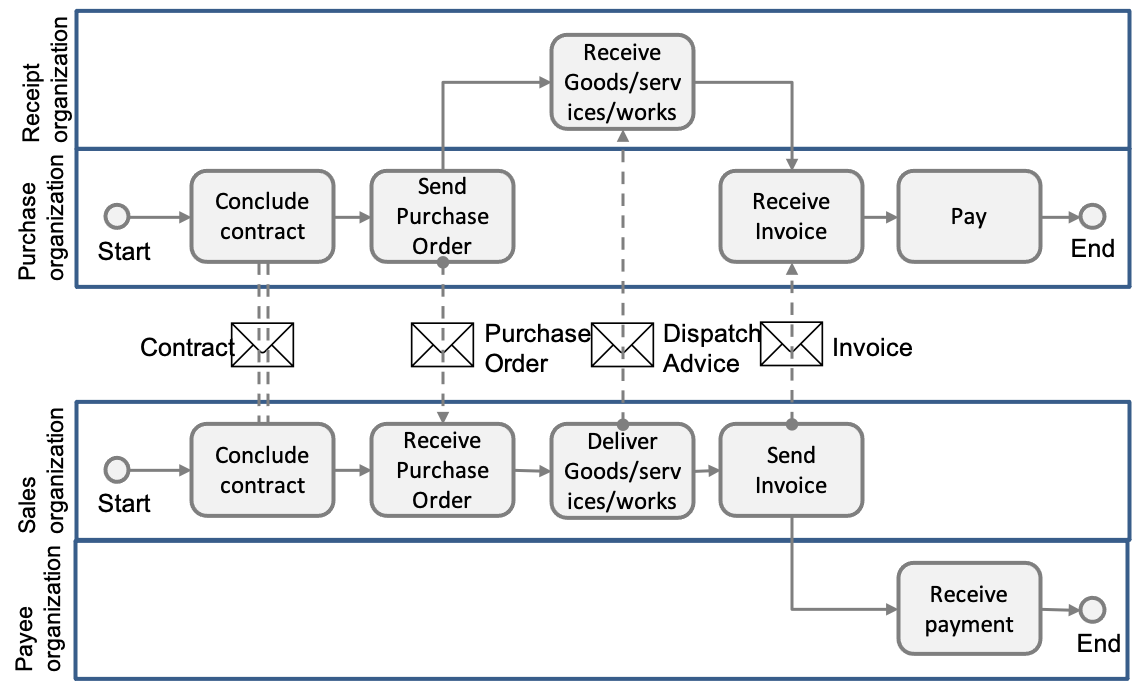 Receipt
organization
Receive
Goods/serv
ices/works
Purchase
organization
Start
Conclude
contract
Send
Purchase
Order
Receive
Invoice
Pay
End
Contract
Purchase
Order
Dispatch
Advice
Invoice
Sales
organization
Start
Conclude
contract
Receive
Purchase
Order
Deliver
Goods/serv
ices/works
Send
Invoice
Payee
organization
Receive
payment
End